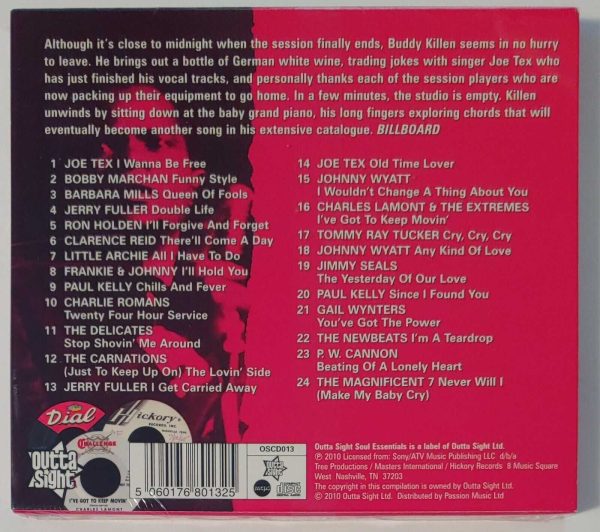 Although it's close to midnight when the session finally ends, Buddy Killen seems in no hurry
to leave. He brings out a bottle of German white wine, trading jokes with singer Joe Tex who
has just finished his vocal tracks, and personally thanks each of the session players who are
now packing up their equipment to go home. In a few minutes, the studio is empty. Killen
unwinds by sitting down at the baby grand piano, his long fingers exploring chords that will
eventually become another song in his extensive catalogue. BILLBOARD
1 JOE TEX I Wanna Be Free
2 BOBBY MARCHAN Funny Style
3 BARBARA MILLS Queen Of Fools
4 JERRY FULLER Double Life
5 RON HOLDEN I'll Forgive And Forget
6 CLARENCE REID There'll Come A Day
7 LITTLE ARCHIE All I Have To Do
8 FRANKIE & JOHNNY I'll Hold You
9 PAUL KELLY Chills And Fever
10 CHARLIE ROMANS
Twenty Four Hour Service
11 THE DELICATES
Stop Shovin' Me Around
12 THE CARNATIONS
(Just To Keep Up On) The Lovin' Side
13 JERRY FULLER I Get Carried Away
14 JOE TEX Old Time Lover
15 JOHNNY WYATT
I Wouldn't Change A Thing About You
16 CHARLES LAMONT & THE EXTREMES
I've Got To Keep Movin'
17 TOMMY RAY TUCKER Cry, Cry, Cry
18 JOHNNY WYATT Any Kind Of Love
19 JIMMY SEALS
The Yesterday Of Our Love
20 PAUL KELLY Since I Found You
21 GAIL WYNTERS
You've Got The Power
22 THE NEWBEATS I'm A Teardrop
23 P. W. CANNON
Beating Of A Lonely Heart
24 THE MAGNIFICENT 7 Never Will I
(Make My Baby Cry)
Dial
Hickory
RECORDS, INC.
CHALLENGE
outta sight
I'VE GOT TO KEEP MOVIN'
CHARLES LAMONT
OSCD013
5 060176 801325
outta sight
mcps
Outta Sight Soul Essentials is a label of Outta Sight Ltd.
℗ 2010 Licensed from: Sony/ATV Music Publishing LLC d/b/a
Tree Productions / Masters International / Hickory Records 8 Music Square
West Nashville, TN 37203
The copyright in this compilation is owned by Outta Sight Ltd.
© 2010 Outta Sight Ltd. Distributed by Passion Music Ltd